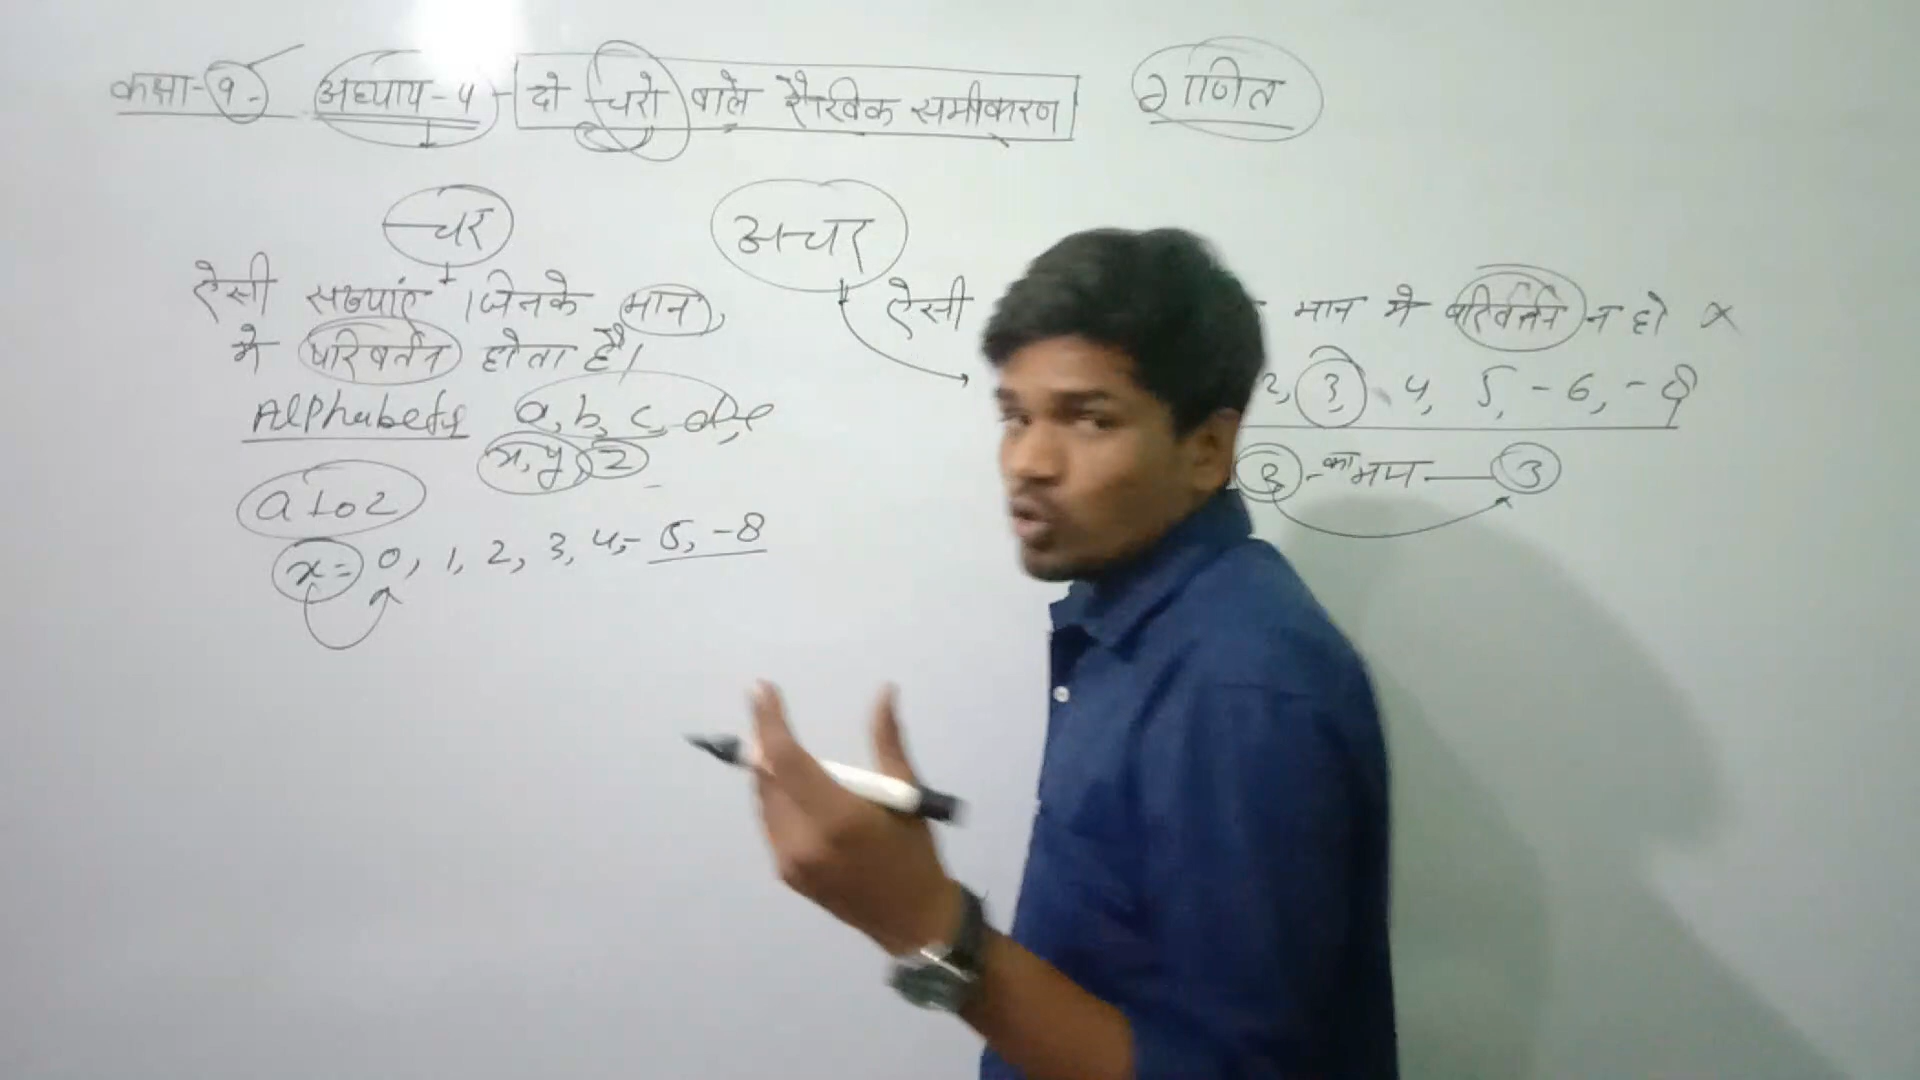 कक्षा-9 - अध्याय-4 - दो चरो वाले रैखिक समीकरण गणित
चर
ऐसी सख्याएं जिनके मान
मे परिवर्तन होता है।
Alphabets a, b, c, d, e
x, y, z
a to z
x = 0, 1, 2, 3, 4, - 5, -8
अचर
ऐसी मान मे परिवर्तन न हो x
2, 3, 4, 5, -6, -8
3 - का मान — 3